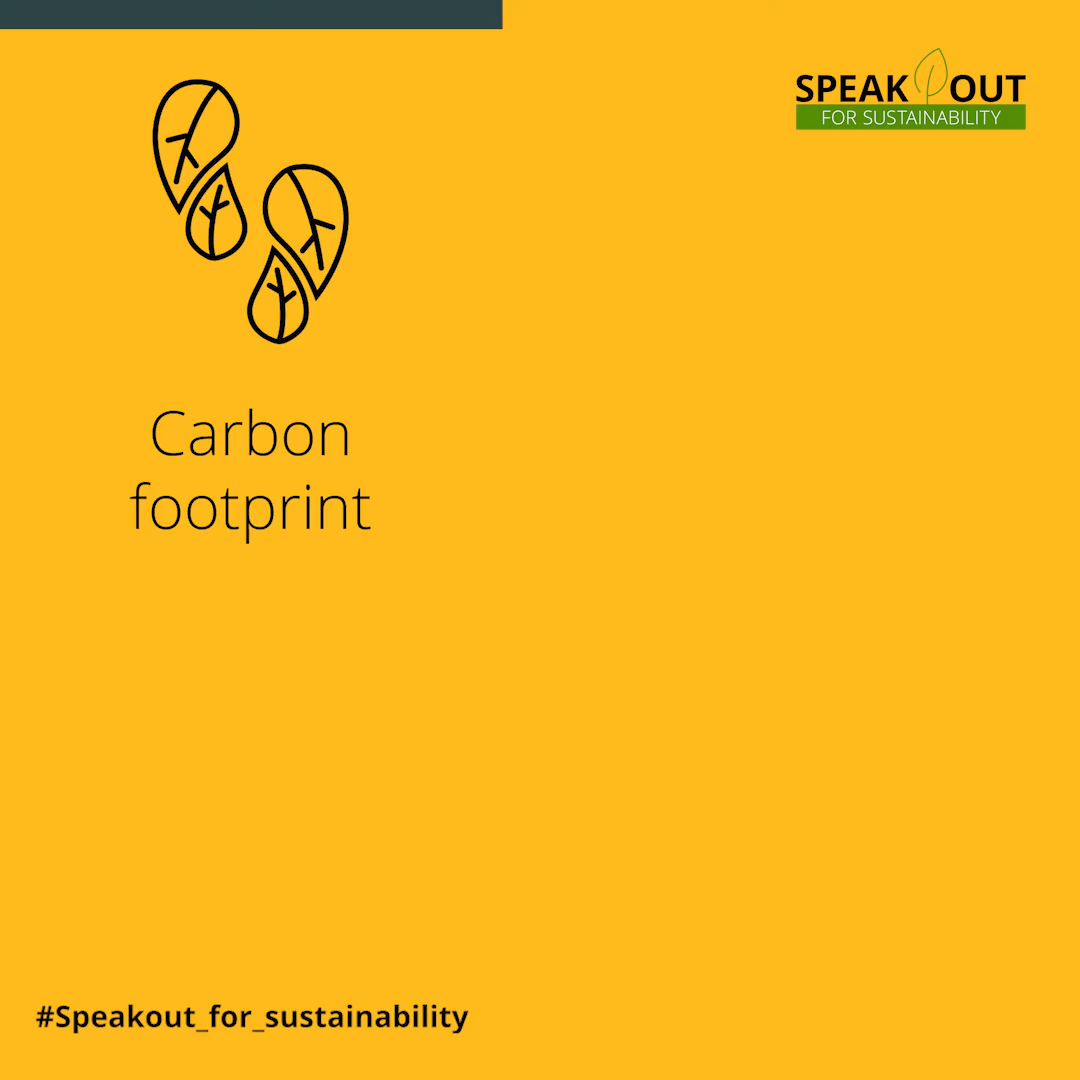 SPEAK OUT
FOR SUSTAINABILITY
Carbon
footprint
#Speakout_for_sustainability